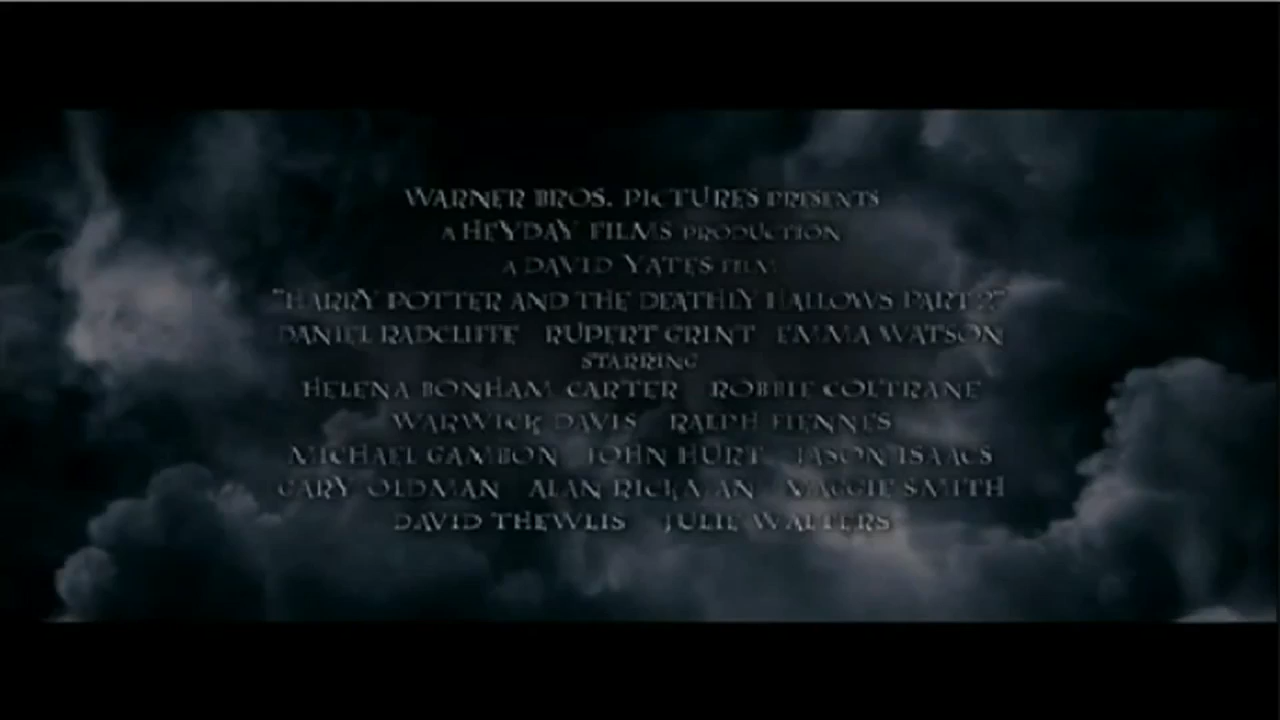 WARNER BROS. PICTURES PRESENTS
A HEYDAY FILMS PRODUCTION
A DAVID YATES FILM
"HARRY POTTER AND THE DEATHLY HALLOWS PART 2"
DANIEL RADCLIFFE RUPERT GRINT EMMA WATSON
STARRING
HELENA BONHAM CARTER ROBBIE COLTRANE
WARWICK DAVIS RALPH FIENNES
MICHAEL GAMBON JOHN HURT JASON ISAACS
GARY OLDMAN ALAN RICKMAN MAGGIE SMITH
DAVID THEWLIS JULIE WALTERS